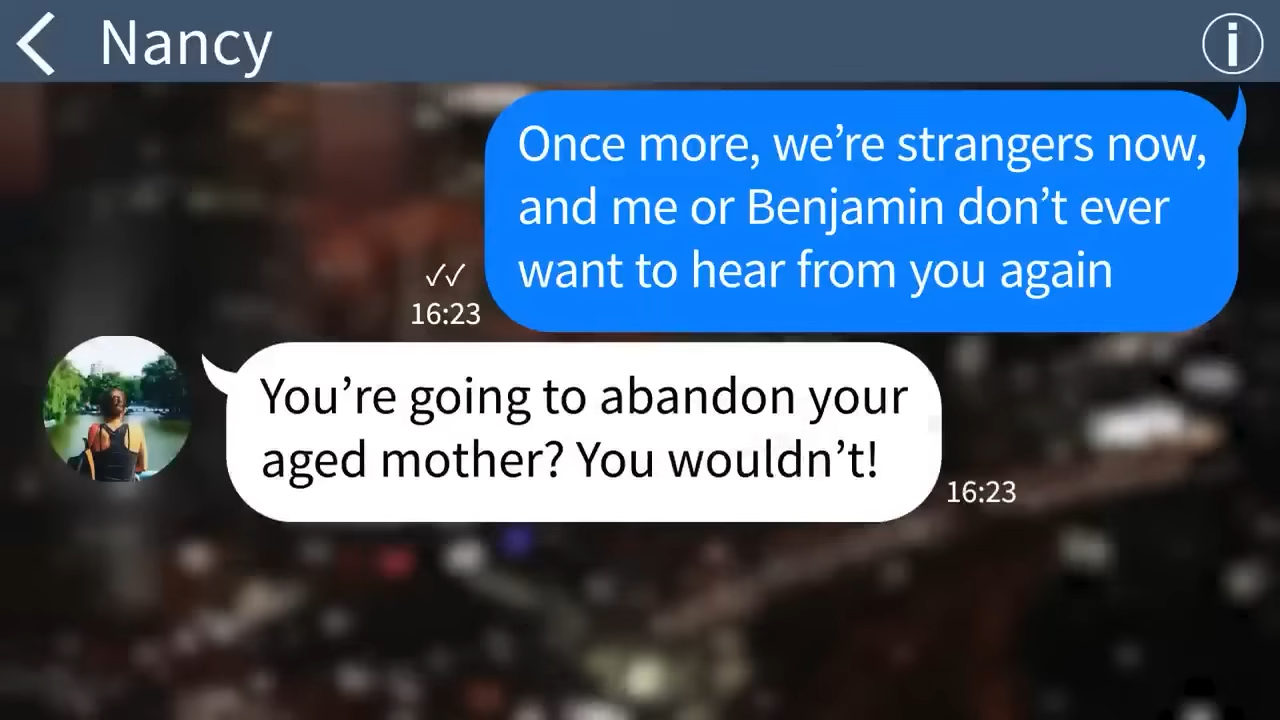 Nancy
Once more, we’re strangers now,
and me or Benjamin don’t ever
want to hear from you again
16:23
You’re going to abandon your
aged mother? You wouldn’t!
16:23